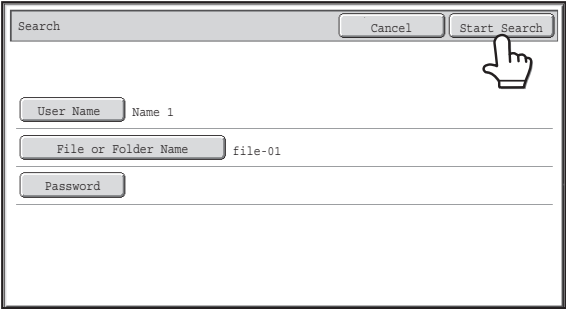 Search Cancel Start Search
User Name Name 1
File or Folder Name file-01
Password